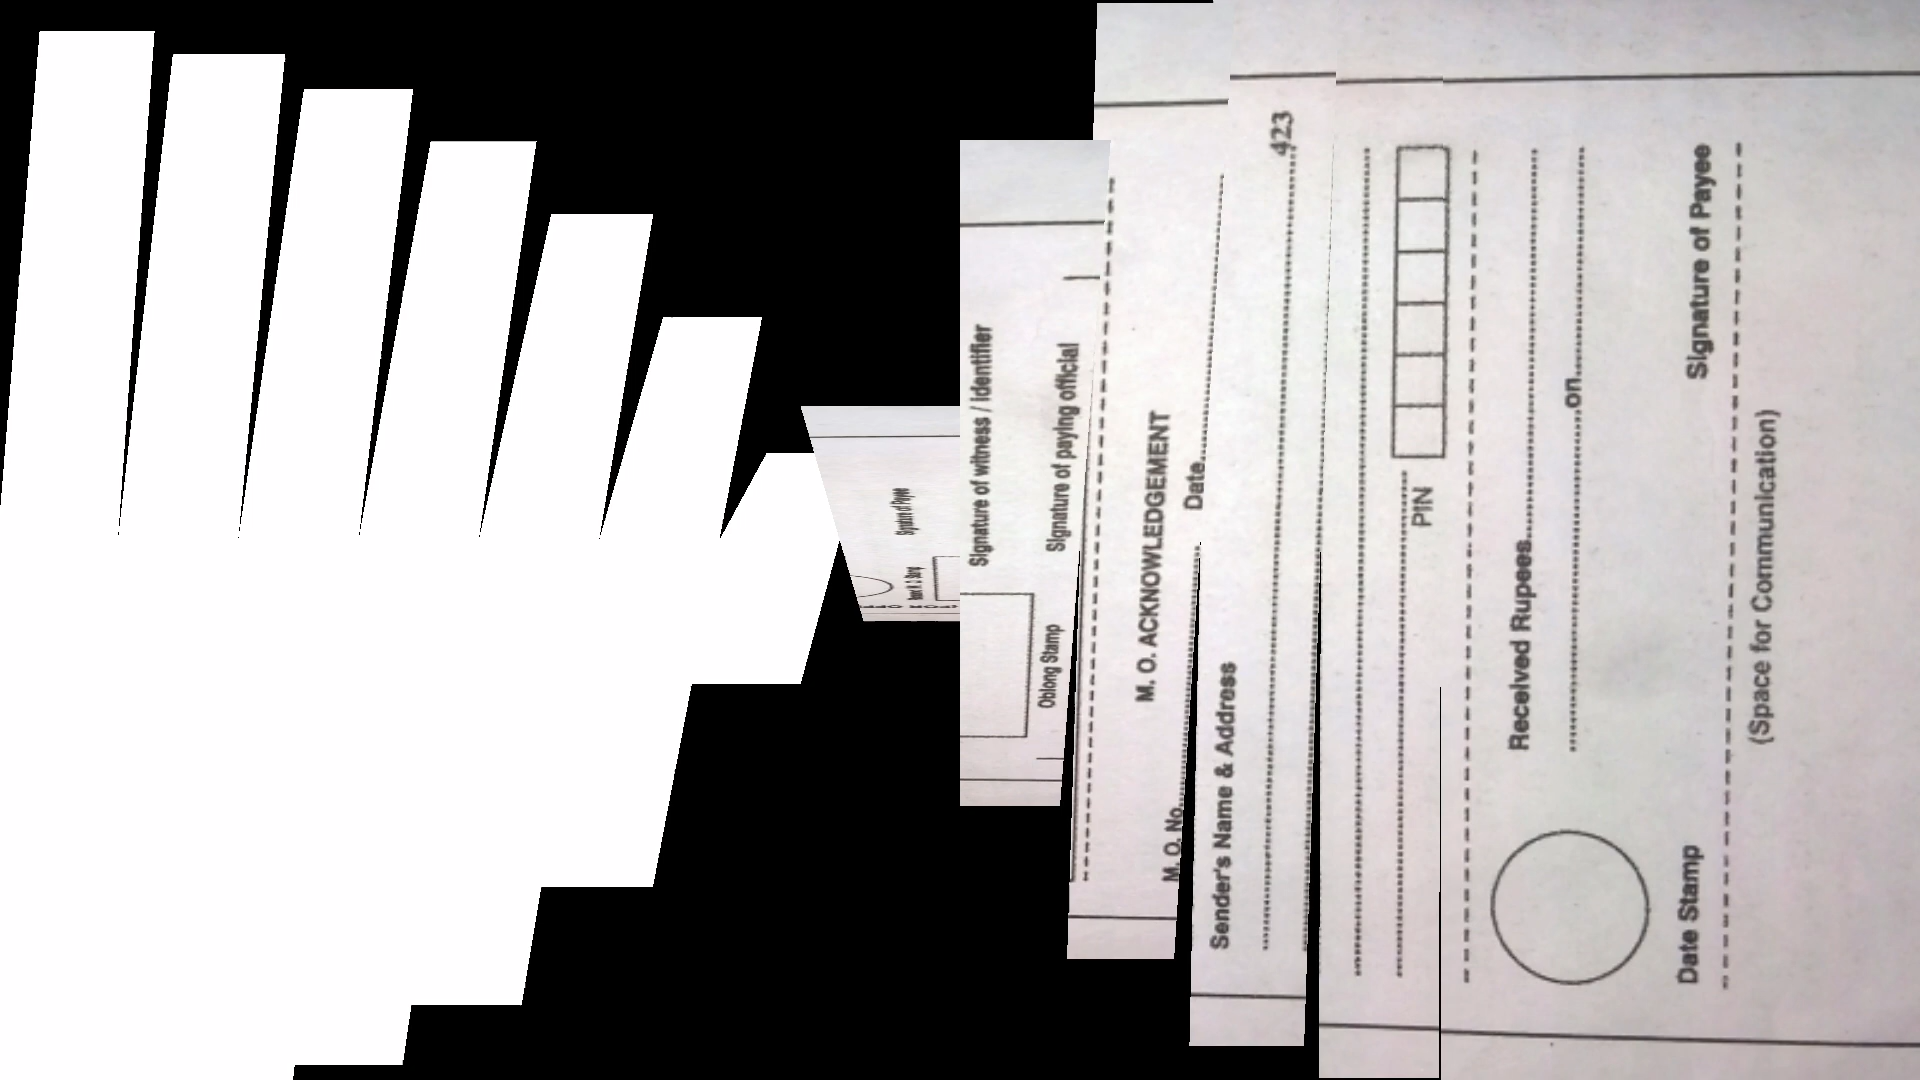 Signature of Payee
Signature of witness / Identifier
Oblong Stamp Signature of paying official
M. O. ACKNOWLEDGEMENT
M. O. No. Date
Sender's Name & Address
423
PIN
Received Rupees
on
Date Stamp Signature of Payee
(Space for Communication)